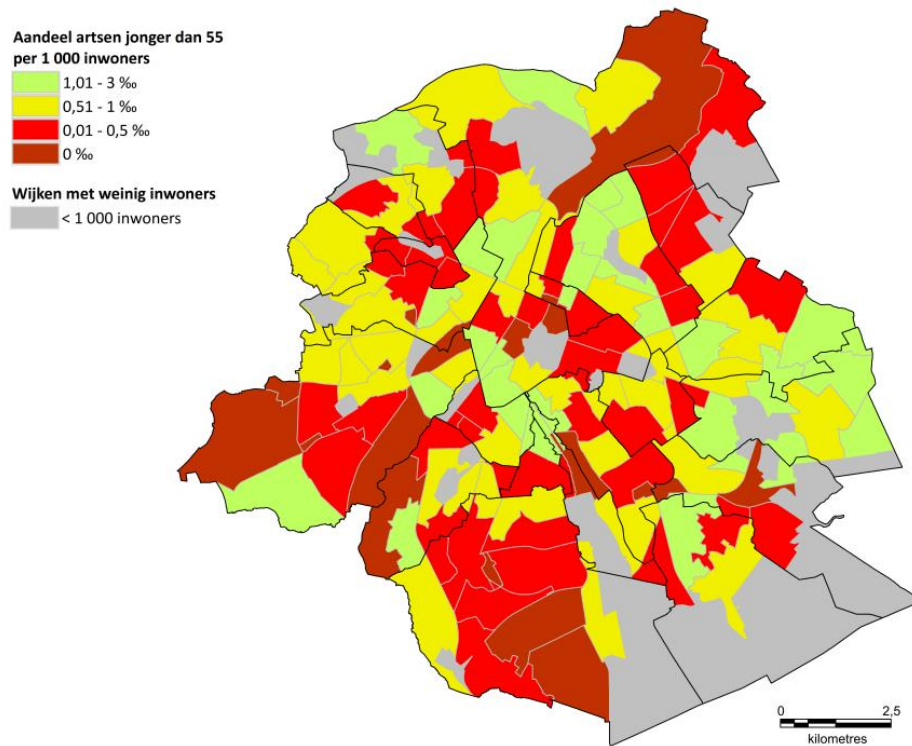 Aandeel artsen jonger dan 55
per 1 000 inwoners
1,01 - 3 ‰
0,51 - 1 ‰
0,01 - 0,5 ‰
0 ‰
Wijken met weinig inwoners
< 1 000 inwoners
0 2,5
kilometres